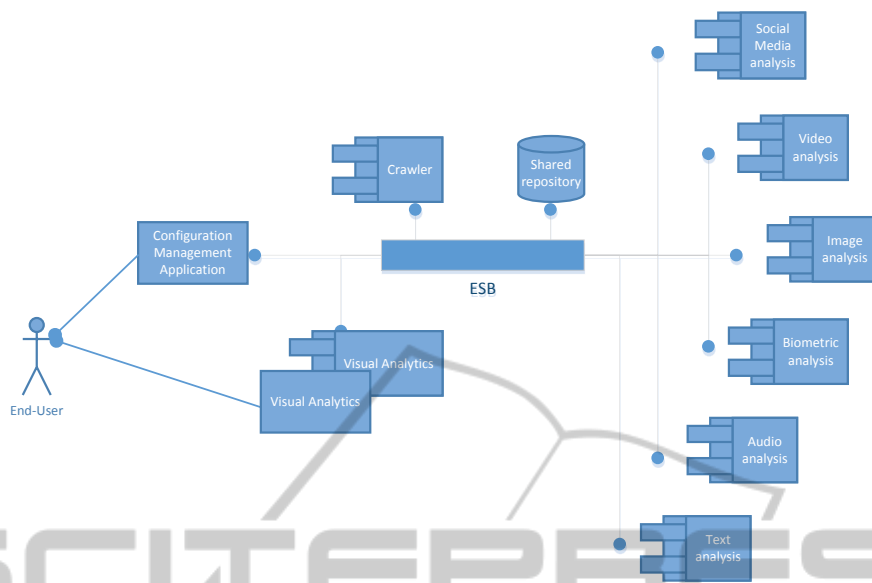 Social
Media
analysis
Video
analysis
Crawler
Shared
repository
Configuration
Management
Application
Image
analysis
ESB
Biometric
analysis
Visual Analytics
Visual Analytics
End-User
Audio
analysis
Text
analysis